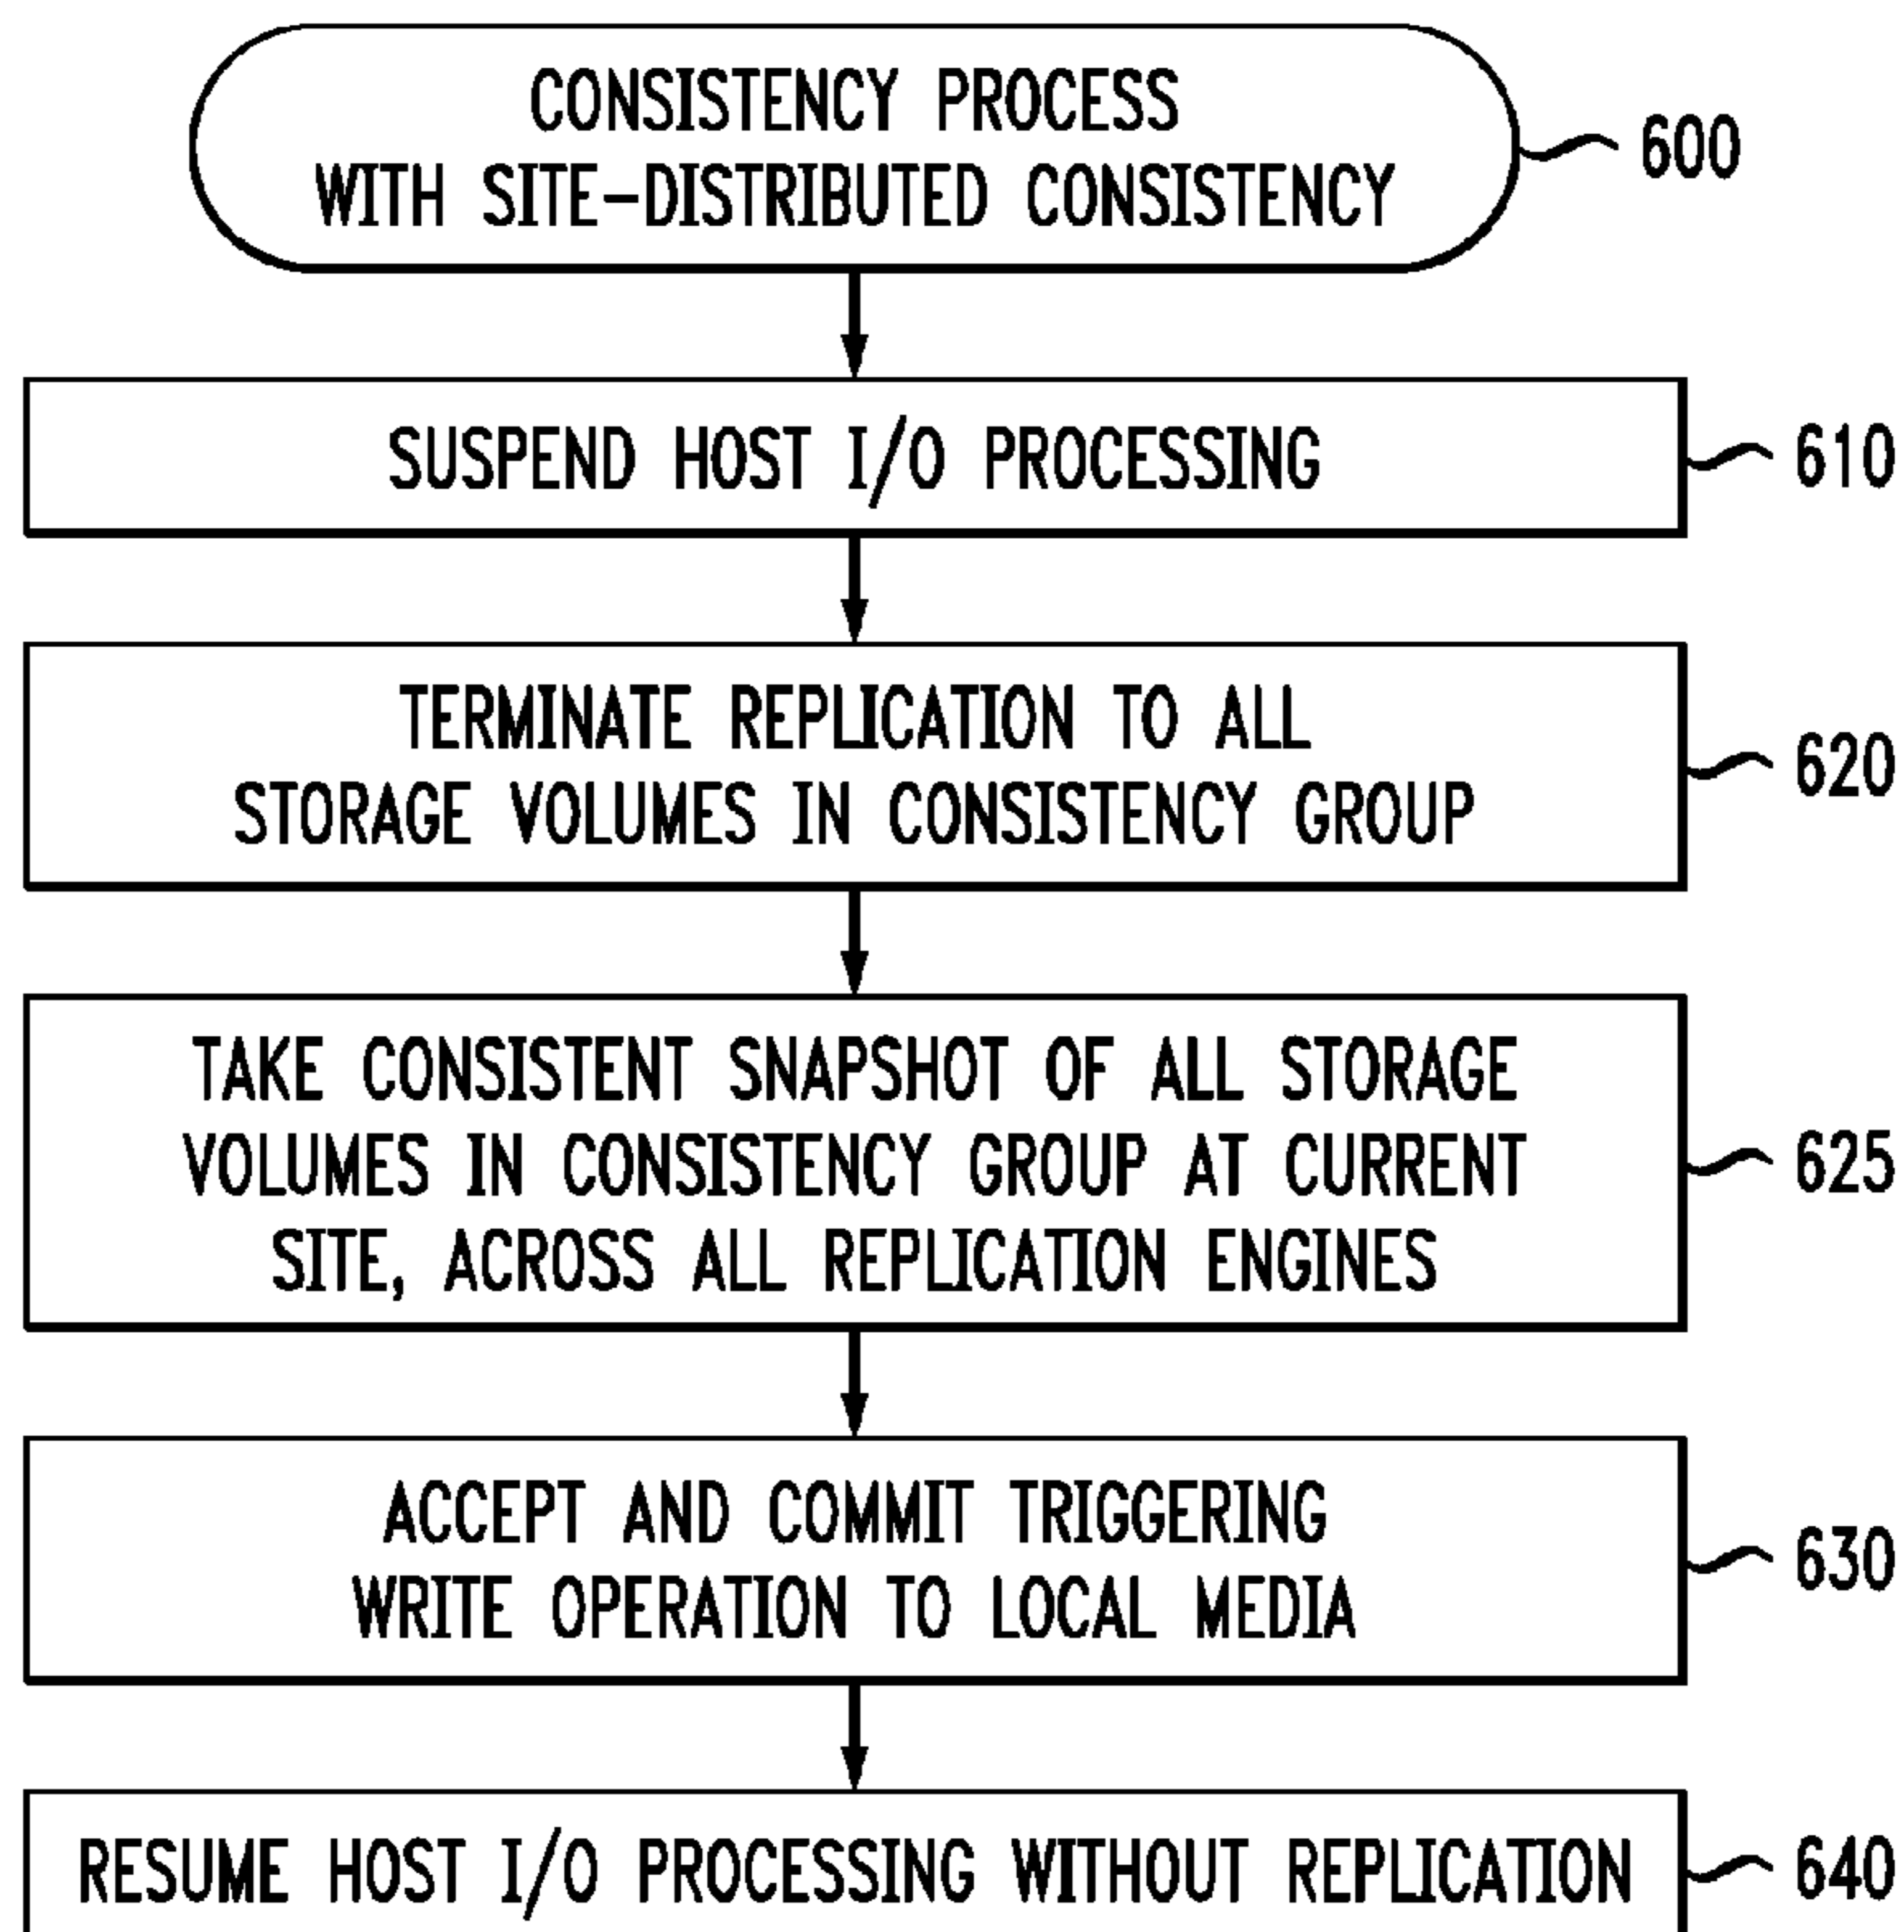 CONSISTENCY PROCESS
WITH SITE-DISTRIBUTED CONSISTENCY
600
SUSPEND HOST I/O PROCESSING
610
TERMINATE REPLICATION TO ALL
STORAGE VOLUMES IN CONSISTENCY GROUP
620
TAKE CONSISTENT SNAPSHOT OF ALL STORAGE
VOLUMES IN CONSISTENCY GROUP AT CURRENT
SITE, ACROSS ALL REPLICATION ENGINES
625
ACCEPT AND COMMIT TRIGGERING
WRITE OPERATION TO LOCAL MEDIA
630
RESUME HOST I/O PROCESSING WITHOUT REPLICATION
640